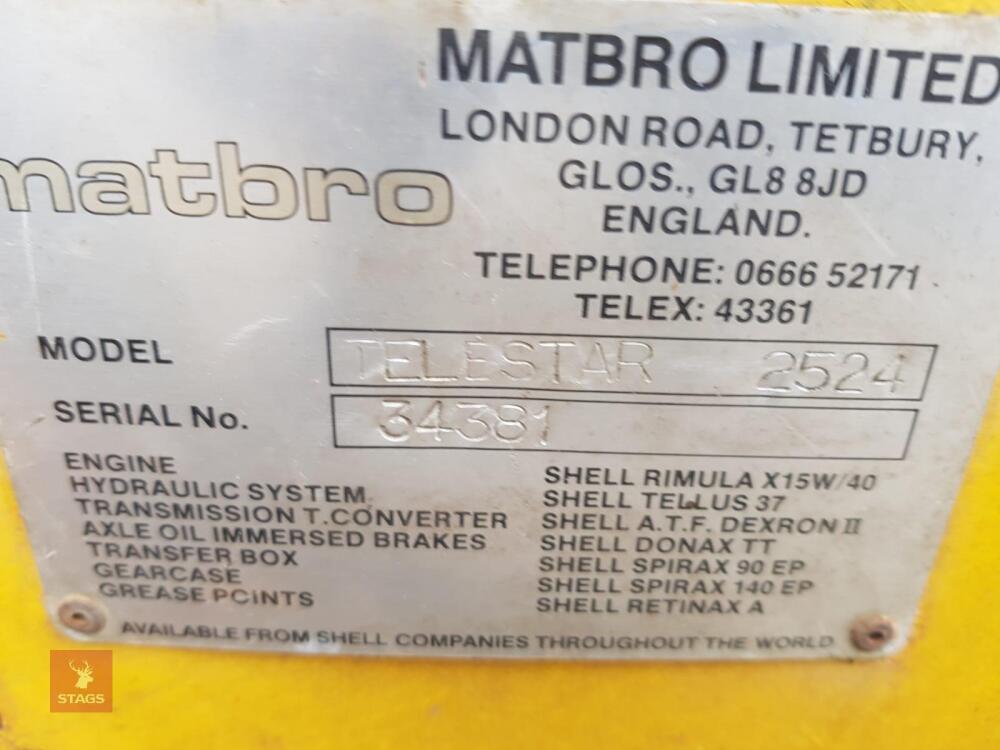 MATBRO LIMITED
LONDON ROAD, TETBURY,
GLOS., GL8 8JD
ENGLAND.
TELEPHONE: 0666 52171
TELEX: 43361
matbro
MODEL TELESTAR 2524
SERIAL No. 34381
ENGINE SHELL RIMULA X15W/40
HYDRAULIC SYSTEM SHELL TELLUS 37
TRANSMISSION T.CONVERTER SHELL A.T.F. DEXRON II
AXLE OIL IMMERSED BRAKES SHELL DONAX TT
TRANSFER BOX SHELL SPIRAX 90 EP
GEARCASE SHELL SPIRAX 140 EP
GREASE POINTS SHELL RETINAX A
AVAILABLE FROM SHELL COMPANIES THROUGHOUT THE WORLD
STAGS